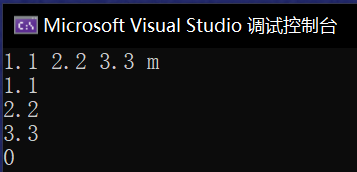 Microsoft Visual Studio 调试控制台
1.1 2.2 3.3 m
1.1
2.2
3.3
0